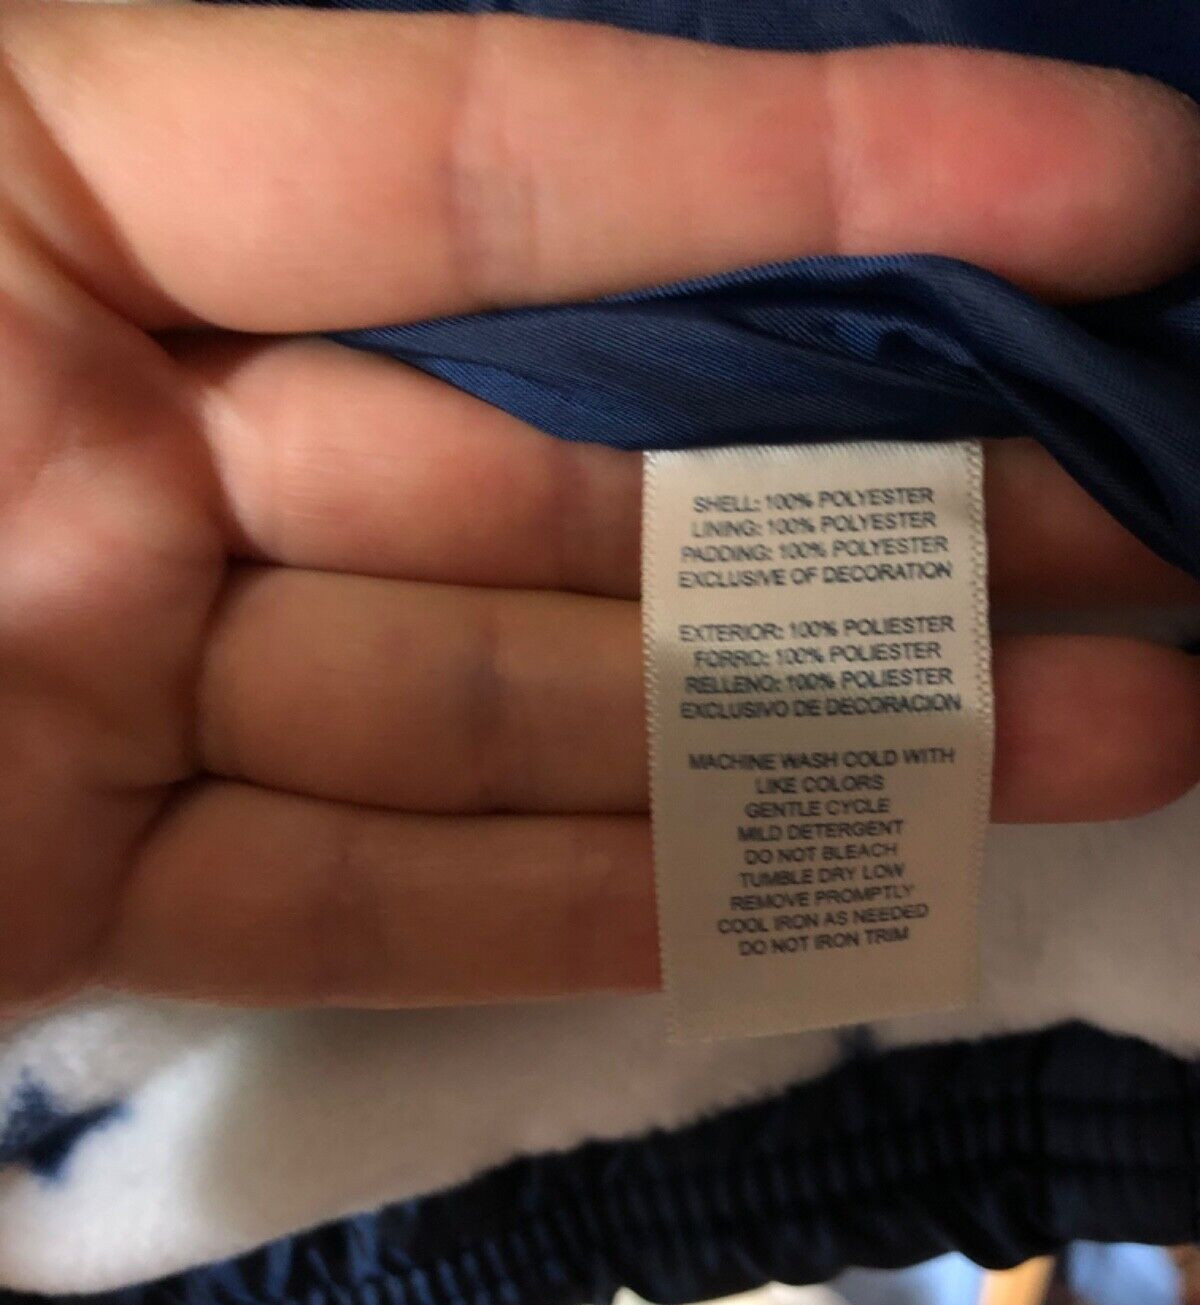 SHELL: 100% POLYESTER
LINING: 100% POLYESTER
PADDING: 100% POLYESTER
EXCLUSIVE OF DECORATION
EXTERIOR: 100% POLIESTER
FORRO: 100% POLIESTER
RELLENO: 100% POLIESTER
EXCLUSIVO DE DECORACION
MACHINE WASH COLD WITH
LIKE COLORS
GENTLE CYCLE
MILD DETERGENT
DO NOT BLEACH
TUMBLE DRY LOW
REMOVE PROMPTLY
COOL IRON AS NEEDED
DO NOT IRON TRIM